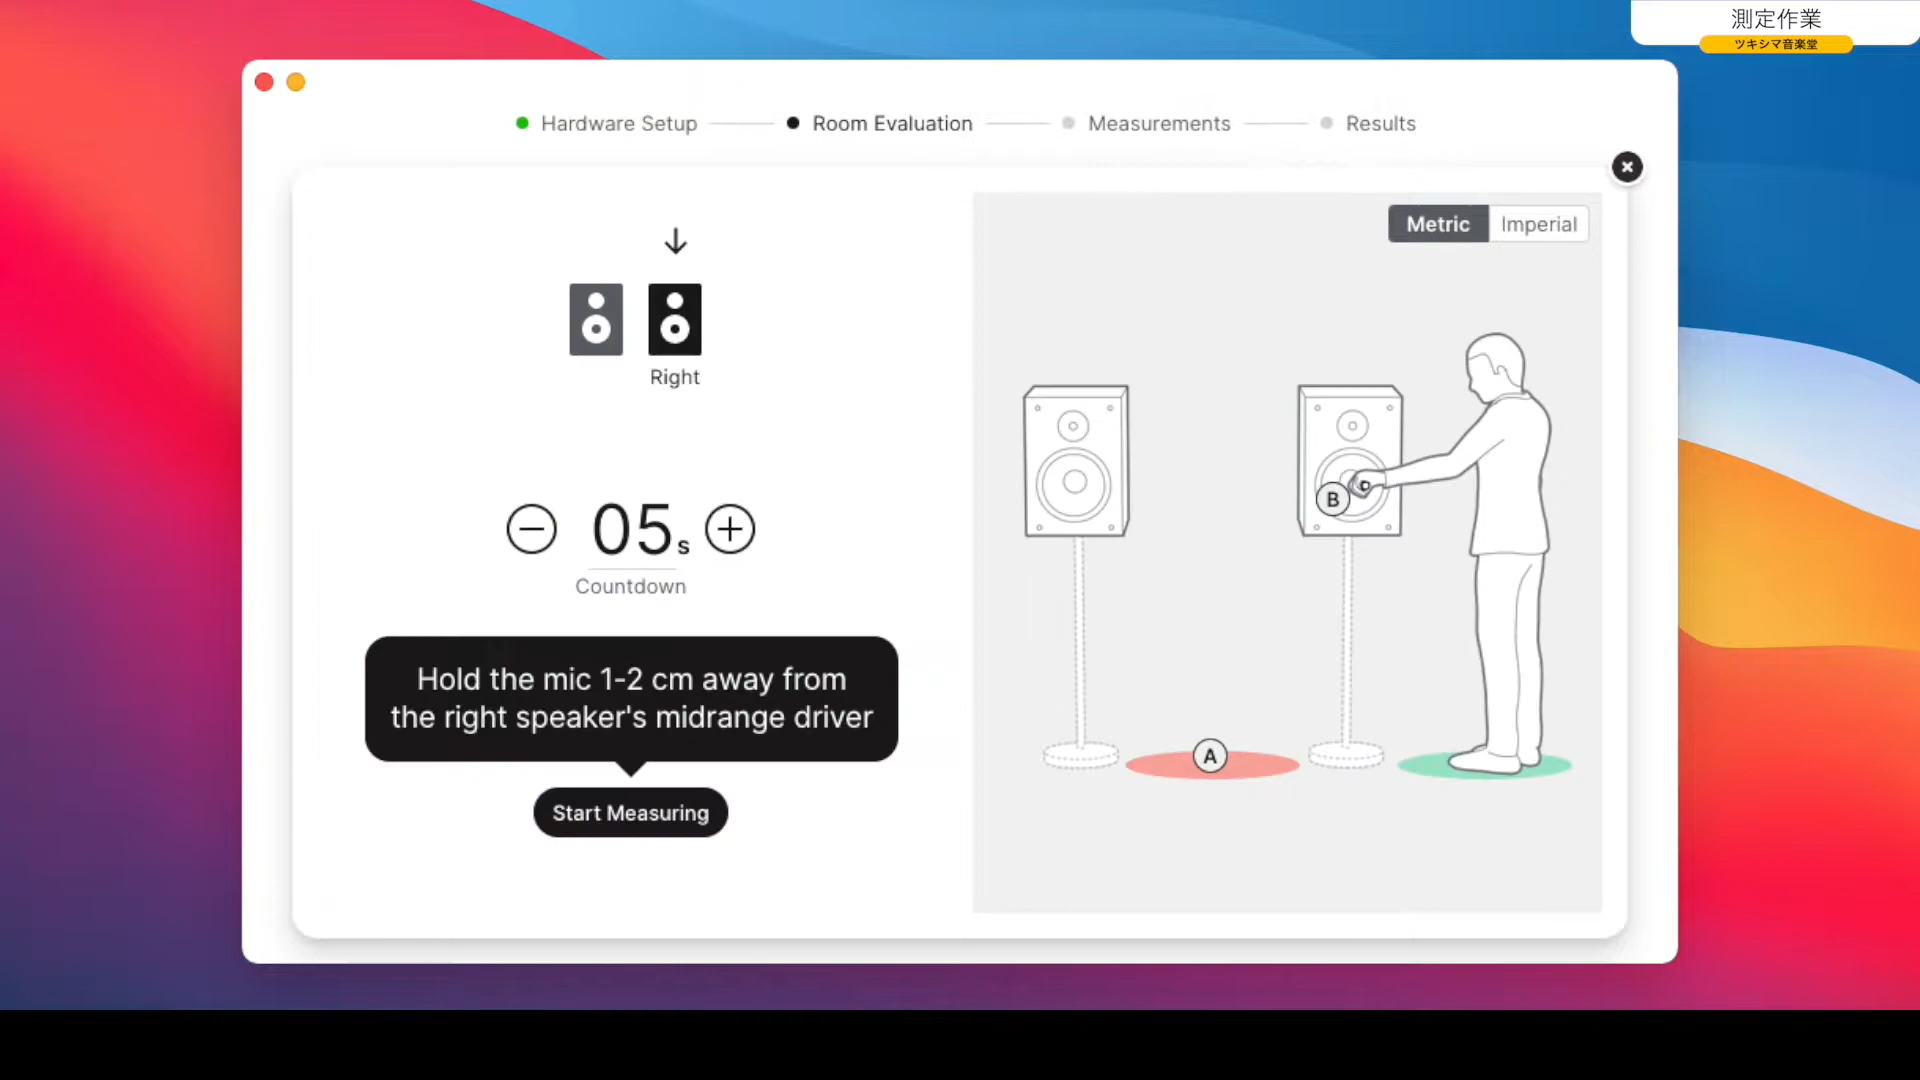 測定作業
ツキシマ音楽堂
Hardware Setup
Room Evaluation
Measurements
Results
Metric
Imperial
Right
05 s
Countdown
Hold the mic 1-2 cm away from
the right speaker's midrange driver
Start Measuring
B
A